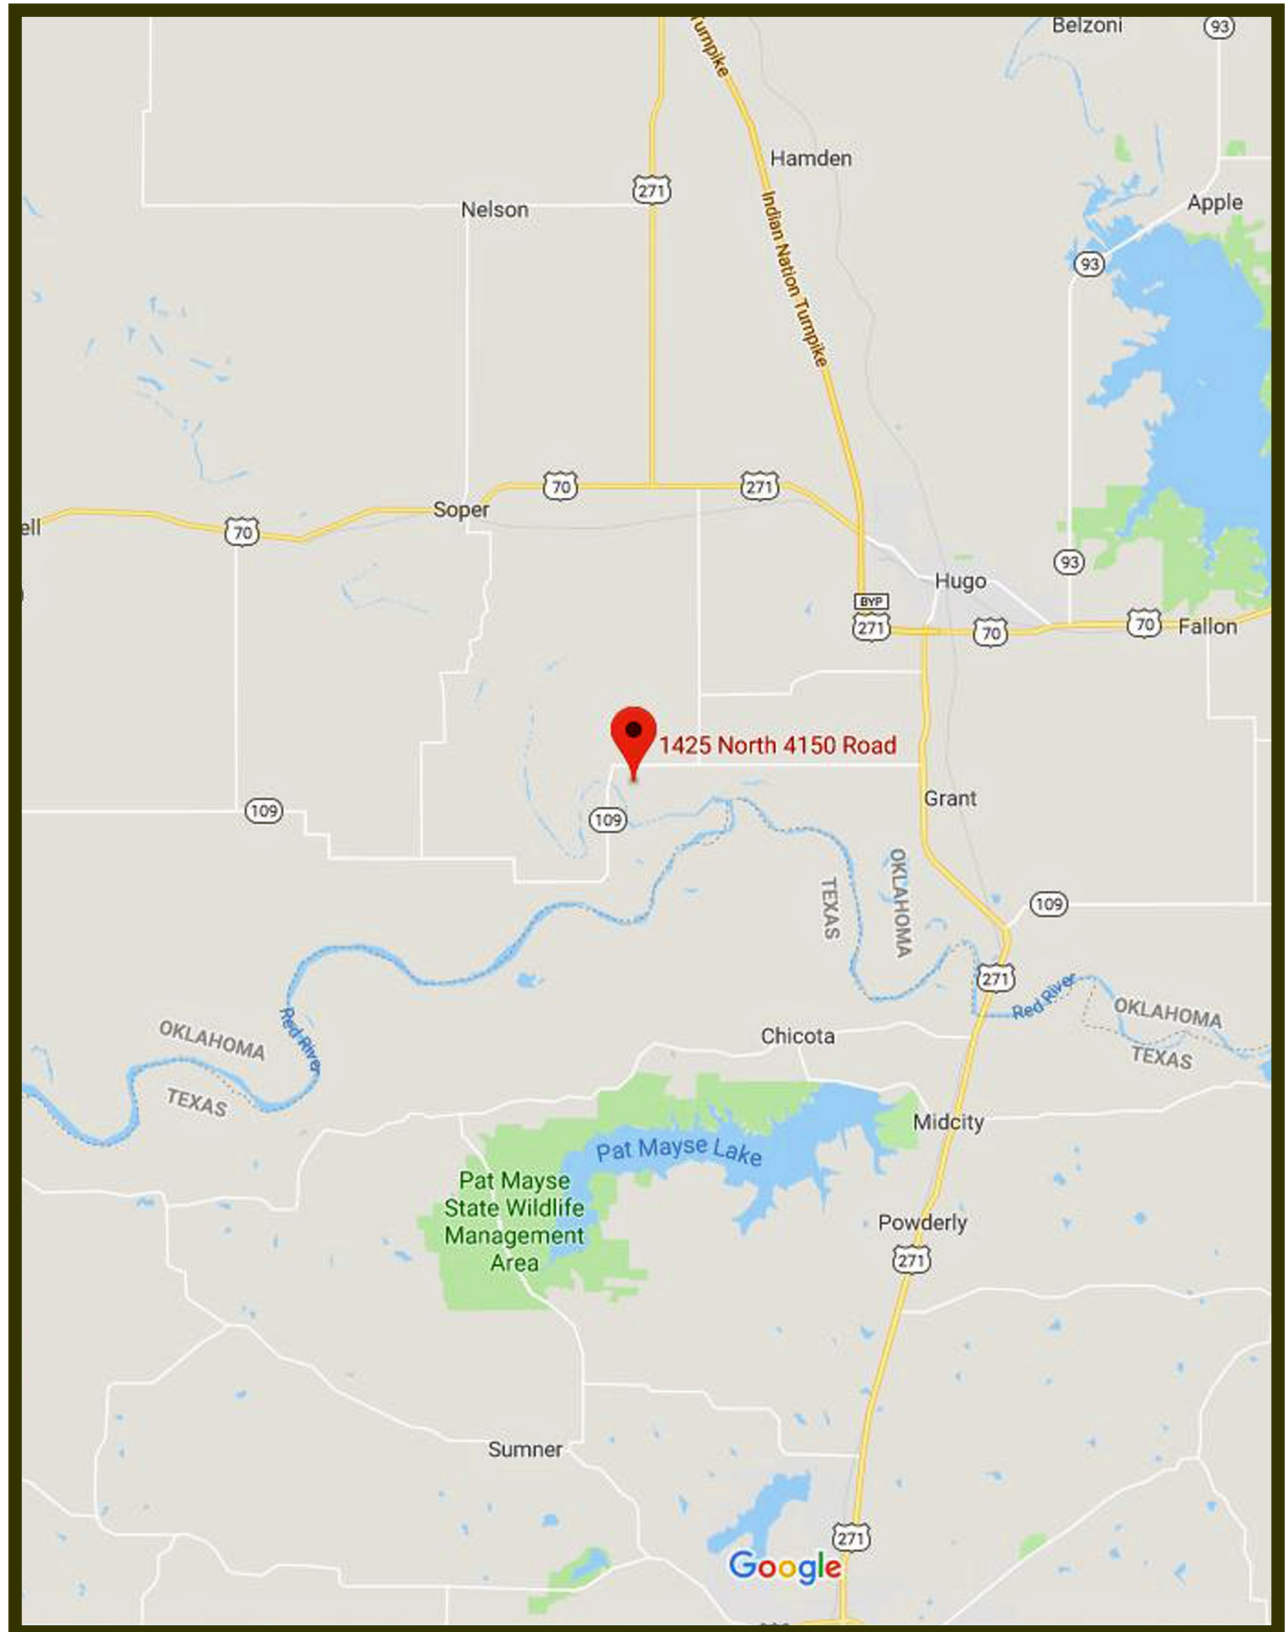 Turnpike
Belzoni
93
Hamden
271
Nelson
Apple
Indian Nation Turnpike
93
70
271
Soper
ell
70
93
Hugo
BYP
271
70
70
Fallon
1425 North 4150 Road
Grant
109
109
OKLAHOMA
TEXAS
109
271
Red River
OKLAHOMA
TEXAS
Red River
OKLAHOMA
TEXAS
Chicota
Midcity
Pat Mayse Lake
Pat Mayse
State Wildlife
Management
Area
Powderly
271
Sumner
271
Google